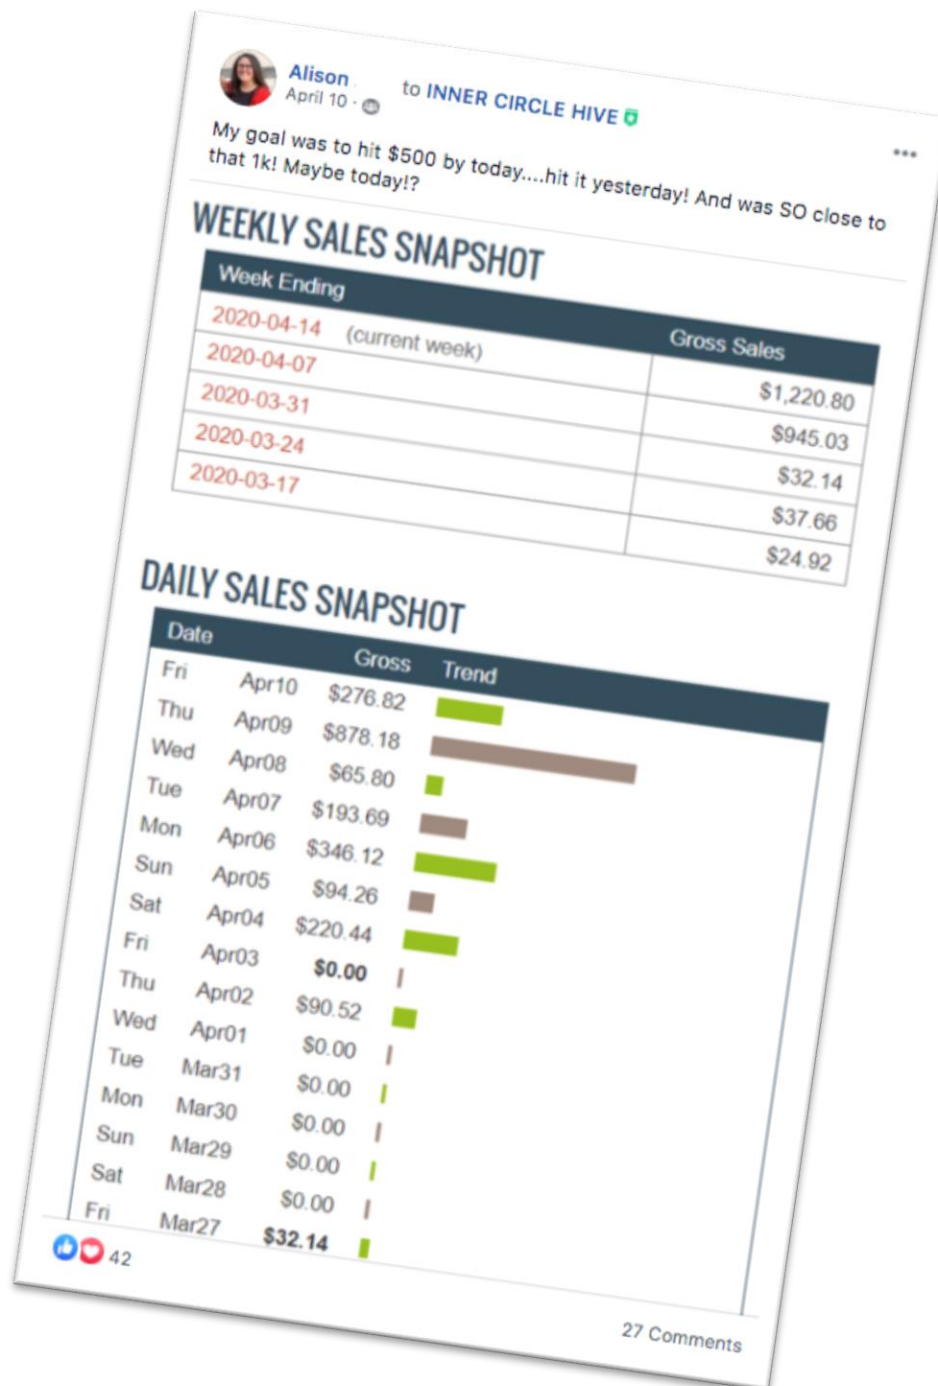 Alison to INNER CIRCLE HIVE
April 10 ·
My goal was to hit $500 by today....hit it yesterday! And was SO close to
that 1k! Maybe today!?
WEEKLY SALES SNAPSHOT
Week Ending Gross Sales
2020-04-14 (current week) $1,220.80
2020-04-07 $945.03
2020-03-31 $32.14
2020-03-24 $37.66
2020-03-17 $24.92
DAILY SALES SNAPSHOT
Date Gross Trend
Fri Apr10 $276.82
Thu Apr09 $878.18
Wed Apr08 $65.80
Tue Apr07 $193.69
Mon Apr06 $346.12
Sun Apr05 $94.26
Sat Apr04 $220.44
Fri Apr03 $0.00
Thu Apr02 $90.52
Wed Apr01 $0.00
Tue Mar31 $0.00
Mon Mar30 $0.00
Sun Mar29 $0.00
Sat Mar28 $0.00
Fri Mar27 $32.14
42
27 Comments